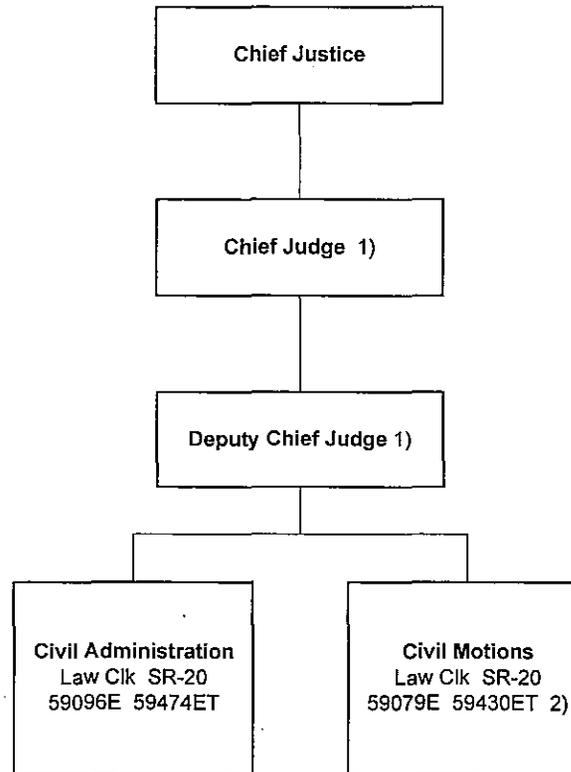 Chief Justice
Chief Judge 1)
Deputy Chief Judge 1)
Civil Administration
Law Clk SR-20
59096E 59474ET
Civil Motions
Law Clk SR-20
59079E 59430ET 2)